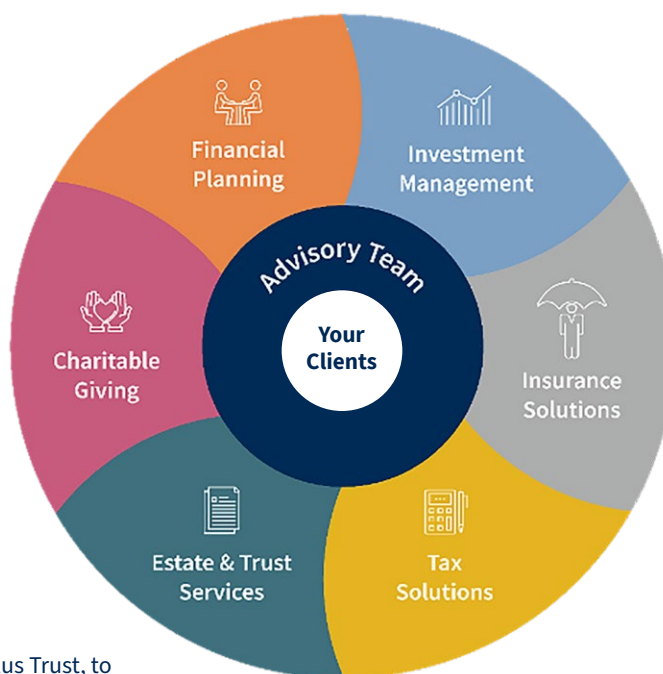 Financial
Planning
Investment
Management
Advisory Team
Your
Clients
Charitable
Giving
Insurance
Solutions
Estate & Trust
Services
Tax
Solutions
us Trust, to